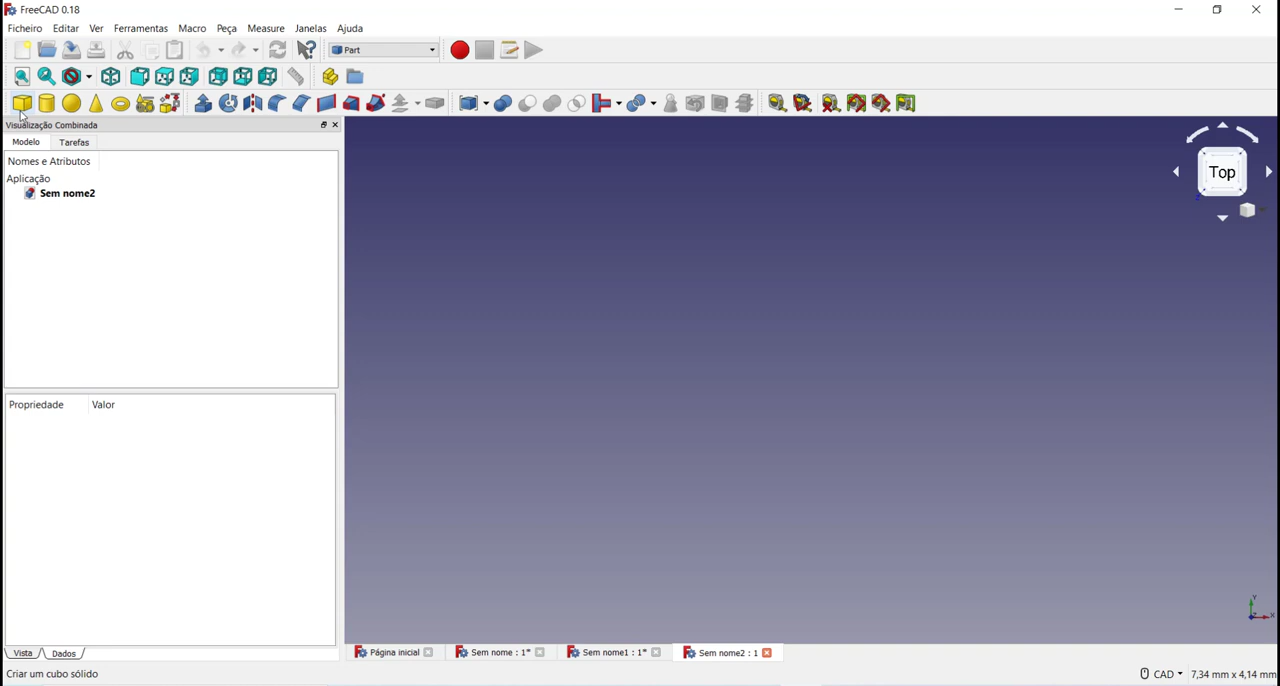 FreeCAD 0.18
Ficheiro Editar Ver Ferramentas Macro Peça Measure Janelas Ajuda
Part
Visualização Combinada
Modelo Tarefas
Nomes e Atributos
Aplicação
Sem nome2
Top
Propriedade Valor
Y
X
Z
Página inicial Sem nome : 1* Sem nome1 : 1* Sem nome2 : 1
Vista Dados
Criar um cubo sólido CAD 7,34 mm x 4,14 mm